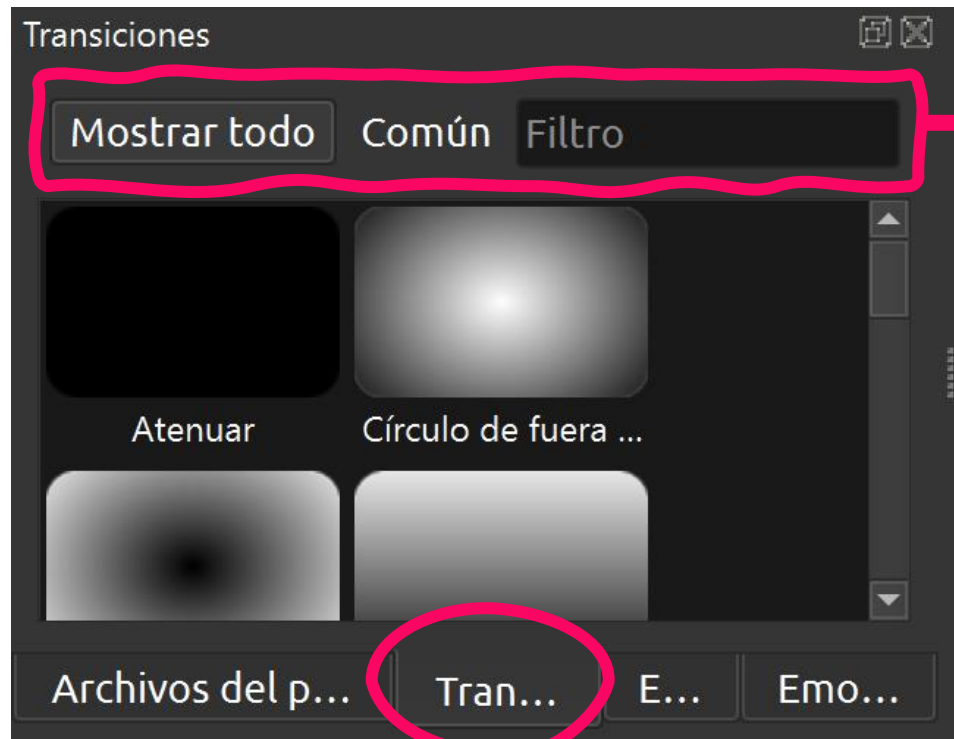 Transiciones
Mostrar todo Común Filtro
Atenuar Círculo de fuera ...
Archivos del p... Tran... E... Emo...